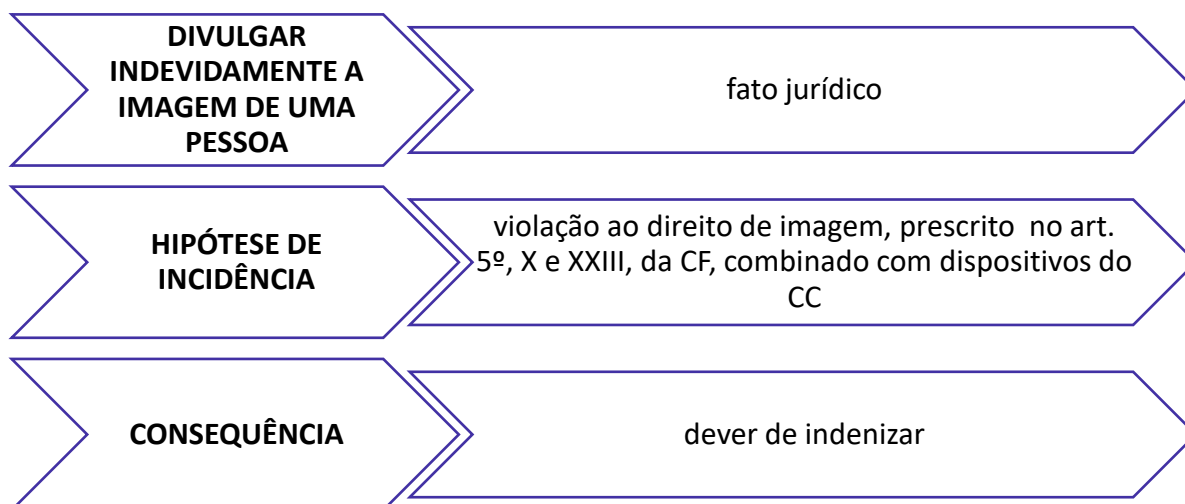 DIVULGAR
INDEVIDAMENTE A
IMAGEM DE UMA
PESSOA
fato jurídico
HIPÓTESE DE
INCIDÊNCIA
violação ao direito de imagem, prescrito no art.
5º, X e XXIII, da CF, combinado com dispositivos do
CC
CONSEQUÊNCIA
dever de indenizar